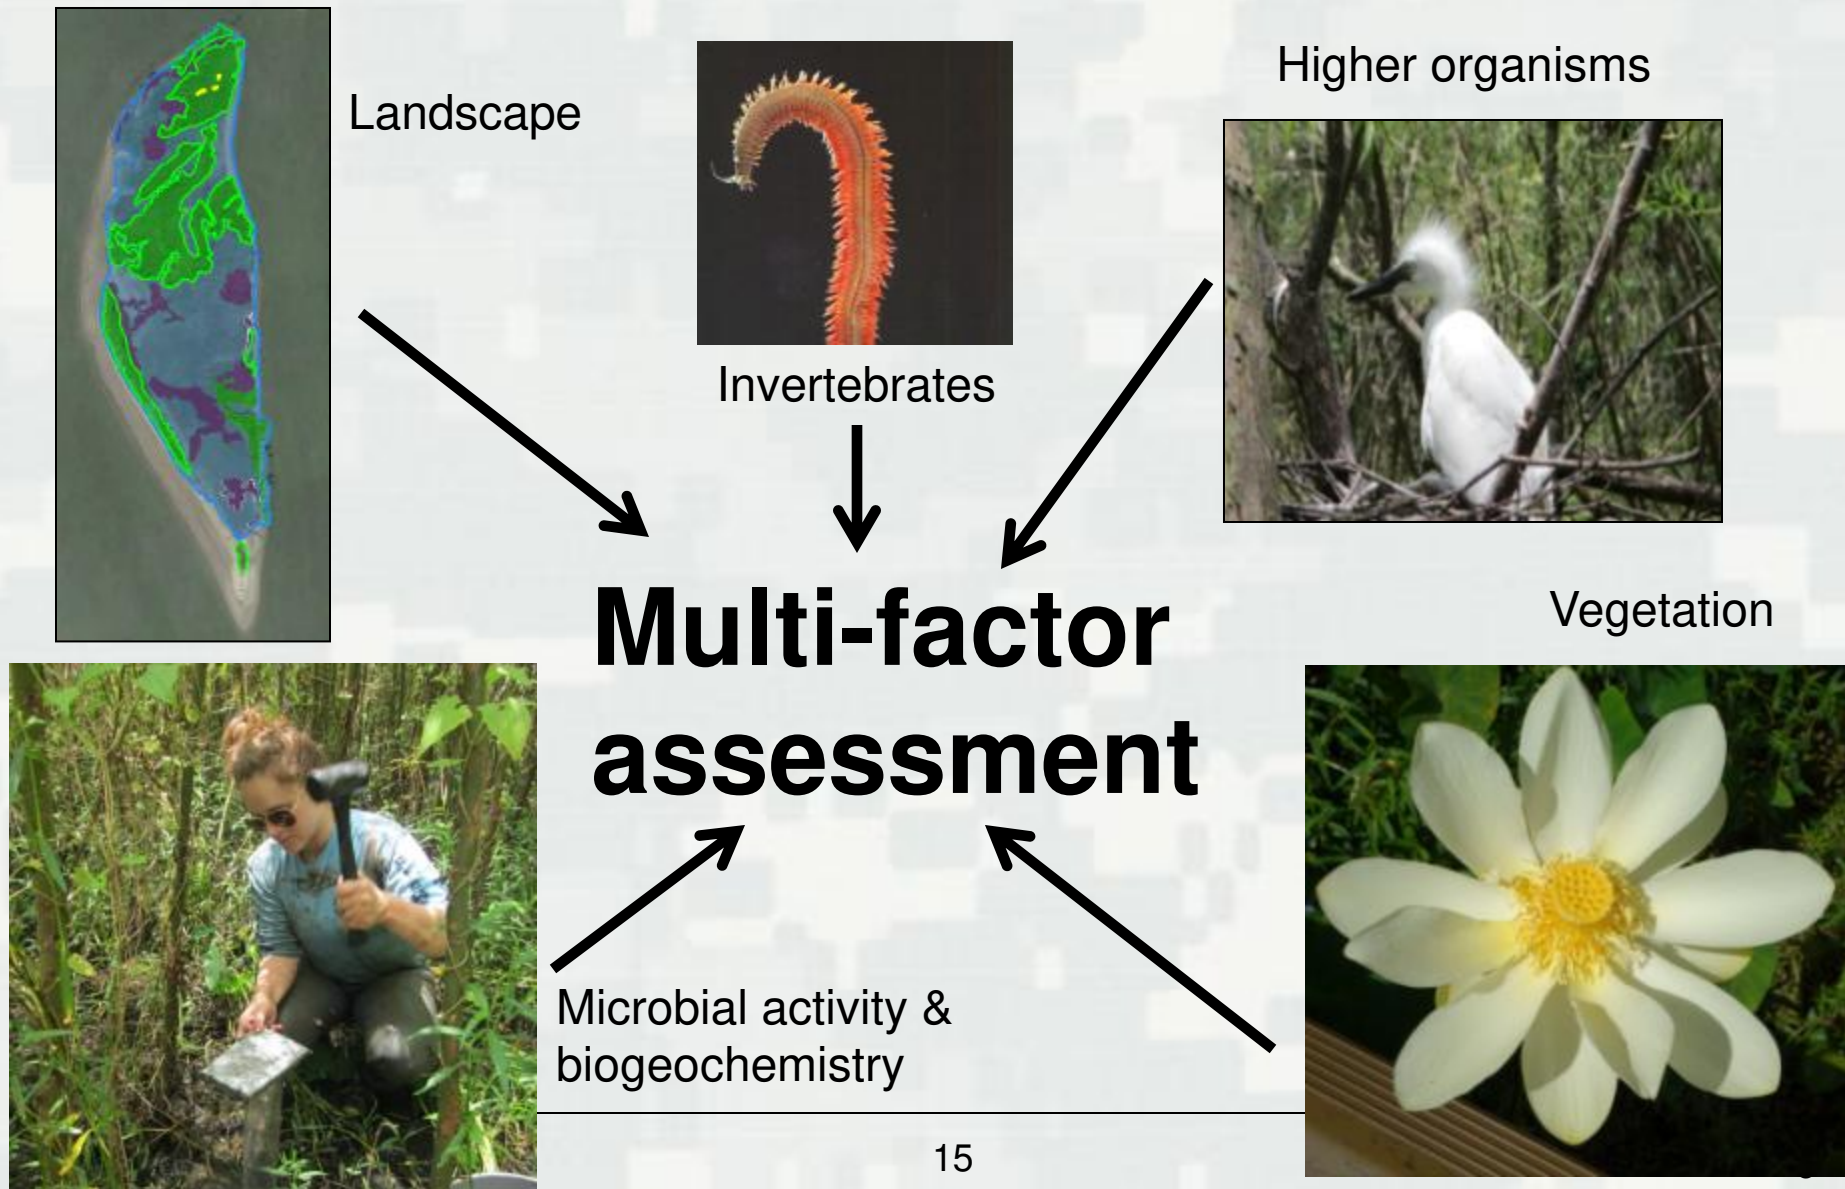 Landscape
Higher organisms
Invertebrates
Multi-factor
assessment
Vegetation
Microbial activity &
biogeochemistry
15